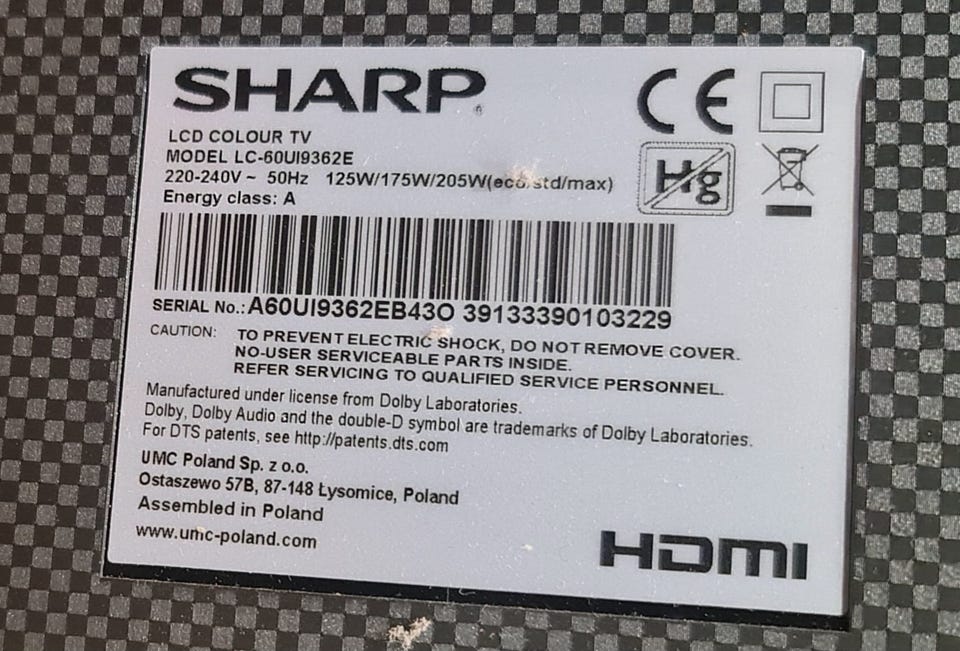 SHARP
CE
LCD COLOUR TV
MODEL LC-60UI9362E
220-240V ~ 50Hz 125W/175W/205W(eco/std/max)
Energy class: A
Hg
SERIAL No.: A60UI9362EB43O 39133390103229
CAUTION: TO PREVENT ELECTRIC SHOCK, DO NOT REMOVE COVER.
NO-USER SERVICEABLE PARTS INSIDE.
REFER SERVICING TO QUALIFIED SERVICE PERSONNEL.
Manufactured under license from Dolby Laboratories.
Dolby, Dolby Audio and the double-D symbol are trademarks of Dolby Laboratories.
For DTS patents, see http://patents.dts.com
UMC Poland Sp. z o.o.
Ostaszewo 57B, 87-148 Łysomice, Poland
Assembled in Poland
www.umc-poland.com
HDMI